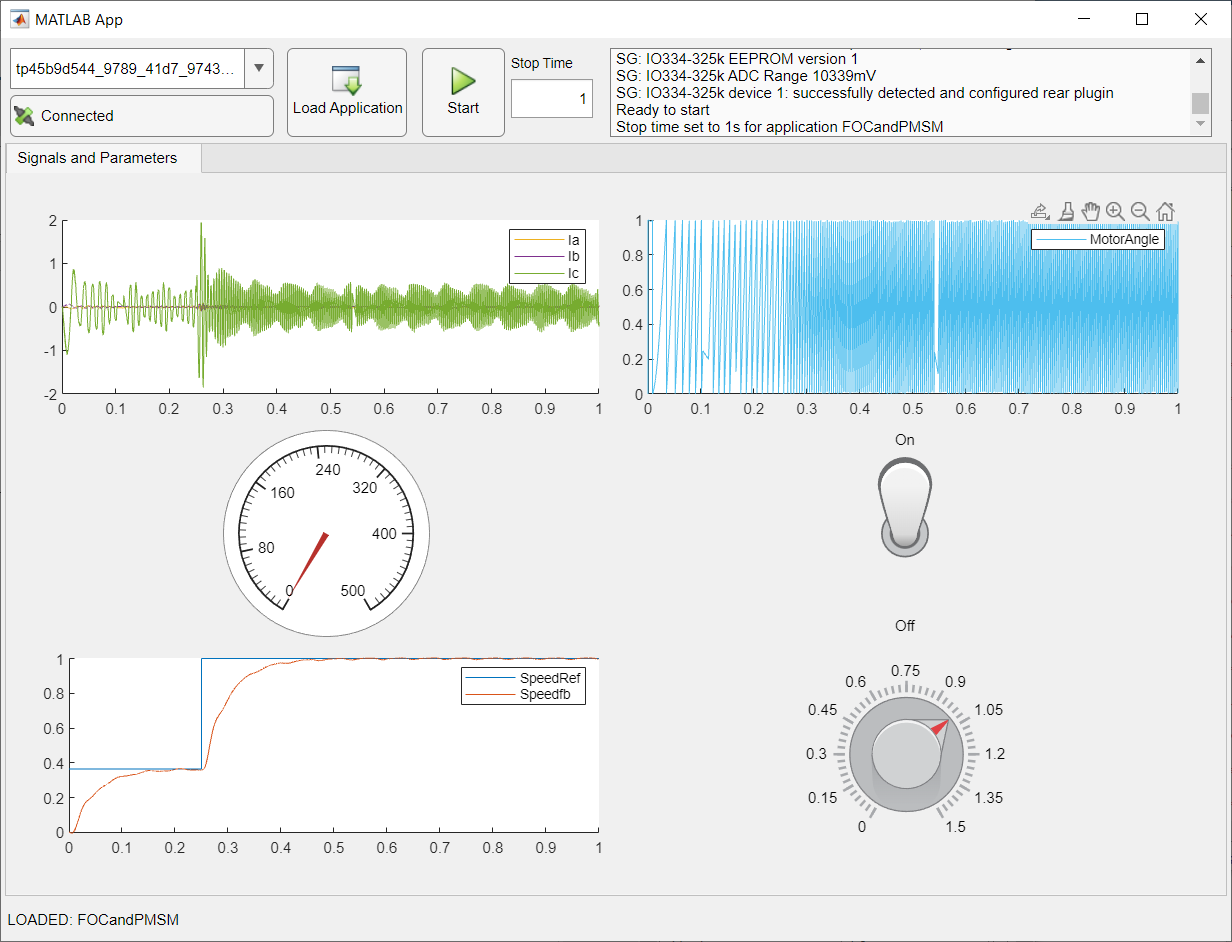 MATLAB App
tp45b9d544_9789_41d7_9743...
Connected
Load Application
Start
Stop Time
1
SG: IO334-325k EEPROM version 1
SG: IO334-325k ADC Range 10339mV
SG: IO334-325k device 1: successfully detected and configured rear plugin
Ready to start
Stop time set to 1s for application FOCandPMSM
Signals and Parameters
2
1
0
-1
-2
0 0.1 0.2 0.3 0.4 0.5 0.6 0.7 0.8 0.9 1
Ia
Ib
Ic
1
0.8
0.6
0.4
0.2
0
0 0.1 0.2 0.3 0.4 0.5 0.6 0.7 0.8 0.9 1
MotorAngle
0
80
160
240
320
400
500
On
Off
1
0.8
0.6
0.4
0.2
0
0 0.1 0.2 0.3 0.4 0.5 0.6 0.7 0.8 0.9 1
SpeedRef
Speedfb
0
0.15
0.3
0.45
0.6
0.75
0.9
1.05
1.2
1.35
1.5
LOADED: FOCandPMSM